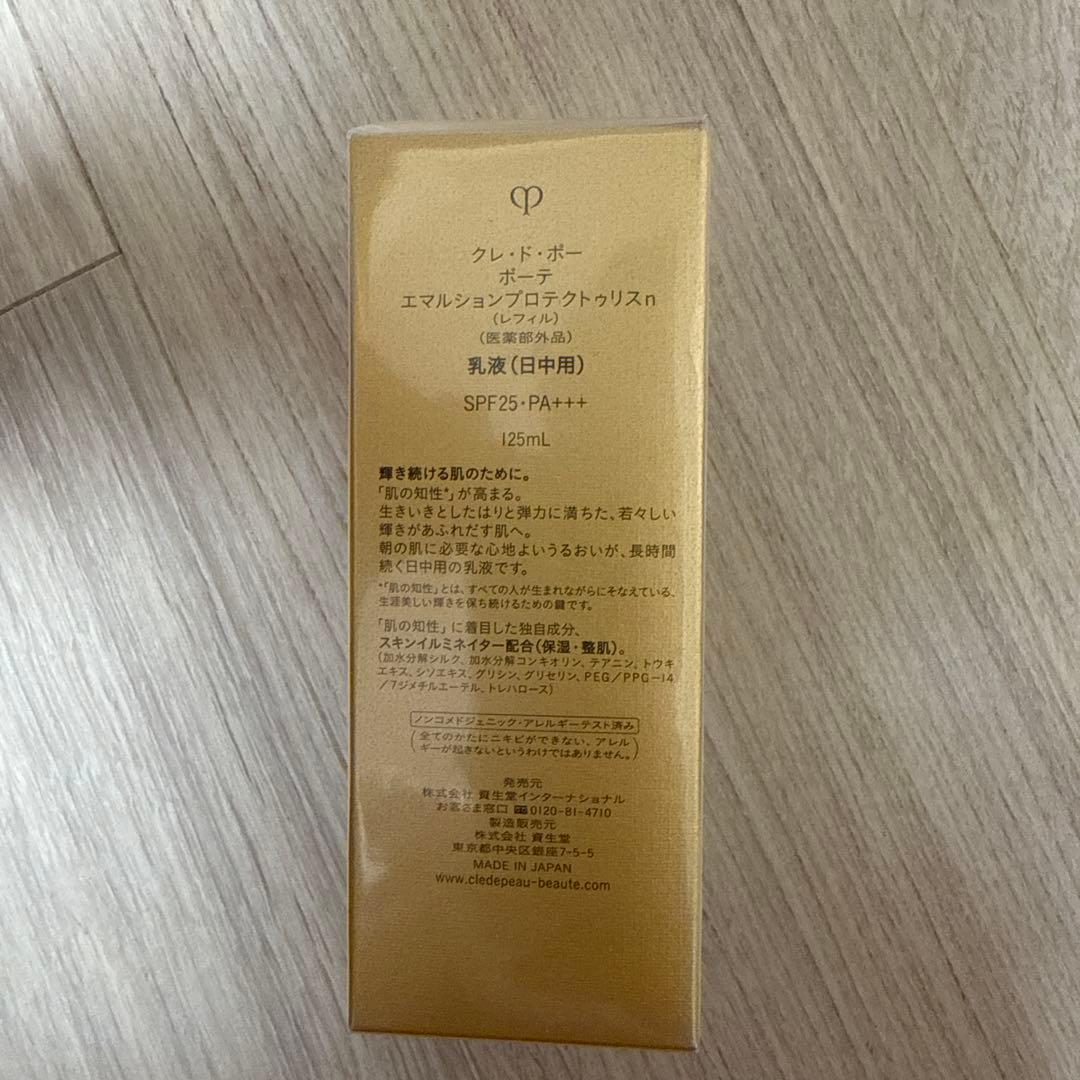 クレ・ド・ポー
ボーテ
エマルションプロテクトゥリスn
(レフィル)
(医薬部外品)
乳液(日中用)
SPF25・PA+++
125mL
輝き続ける肌のために。
「肌の知性*」が高まる。
生きいきとしたはりと弾力に満ちた、若々しい
輝きがあふれだす肌へ。
朝の肌に必要な心地よいうるおいが、長時間
続く日中用の乳液です。
*「肌の知性」とは、すべての人が生まれながらにそなえている、
生涯美しい輝きを保ち続けるための鍵です。
「肌の知性」に着目した独自成分、
スキンイルミネイター配合(保湿・整肌)。
(加水分解シルク、加水分解コンキオリン、テアニン、トウキ
エキス、シソエキス、グリシン、グリセリン、PEG/PPG-14
/7ジメチルエーテル、トレハロース)
ノンコメドジェニック・アレルギーテスト済み
(全てのかたにニキビができない、アレル
ギーが起きないというわけではありません。)
発売元
株式会社 資生堂インターナショナル
お客さま窓口 0120-81-4710
製造販売元
株式会社 資生堂
東京都中央区銀座7-5-5
MADE IN JAPAN
www.cledepeau-beaute.com